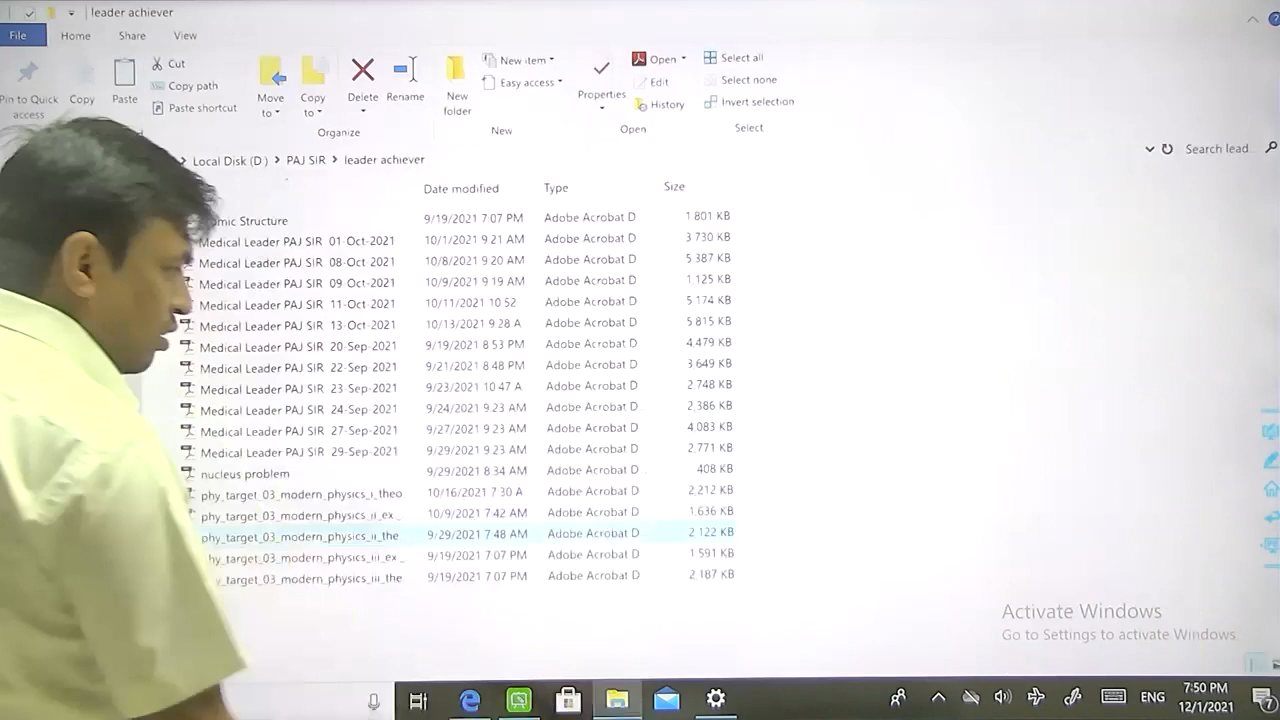 leader achiever
File Home Share View
Pin to Quick access
Copy
Paste
Cut
Copy path
Paste shortcut
Move to
Copy to
Delete
Rename
Organize
New folder
New item
Easy access
New
Properties
Open
Edit
History
Open
Select all
Select none
Invert selection
Select
Local Disk (D ) > PAJ SIR > leader achiever
Search lead
Date modified Type Size
omic Structure 9/19/2021 7:07 PM Adobe Acrobat D 1 801 KB
Medical Leader PAJ SIR 01-Oct-2021 10/1/2021 9 21 AM Adobe Acrobat D 3 730 KB
Medical Leader PAJ SIR 08-Oct-2021 10/8/2021 9 20 AM Adobe Acrobat D 5 387 KB
Medical Leader PAJ SIR 09 Oct-2021 10/9/2021 9 19 AM Adobe Acrobat D 1 125 KB
Medical Leader PAJ SIR 11-Oct-2021 10/11/2021 10 52 Adobe Acrobat D 5 174 KB
Medical Leader PAJ SIR 13-Oct-2021 10/13/2021 9 28 A Adobe Acrobat D 5 815 KB
Medical Leader PAJ SIR 20-Sep-2021 9/19/2021 8 53 PM Adobe Acrobat D 4,479 KB
Medical Leader PAJ SIR 22-Sep-2021 9/21/2021 8 48 PM Adobe Acrobat D 3 649 KB
Medical Leader PAJ SIR 23-Sep-2021 9/23/2021 10 47 A Adobe Acrobat D 2 748 KB
Medical Leader PAJ SIR 24-Sep-2021 9/24/2021 9 23 AM Adobe Acrobat D 2,386 KB
Medical Leader PAJ SIR 27-Sep-2021 9/27/2021 9 23 AM Adobe Acrobat D 4 083 KB
Medical Leader PAJ SIR 29-Sep-2021 9/29/2021 9 23 AM Adobe Acrobat D 2,771 KB
nucleus problem 9/29/2021 8 34 AM Adobe Acrobat D 408 KB
phy_target_03_modern_physics_i_theo 10/16/2021 7 30 A Adobe Acrobat D 2,212 KB
phy_target_03_modern_physics_ii_ex_ 10/9/2021 7 42 AM Adobe Acrobat D 1 636 KB
phy_target_03_modern_physics_ii_the 9/29/2021 7 48 AM Adobe Acrobat D 2 122 KB
hy_target_03_modern_physics_iii_ex_ 9/19/2021 7:07 PM Adobe Acrobat D 1 591 KB
y_target_03_modern_physics_iii_the 9/19/2021 7:07 PM Adobe Acrobat D 2,187 KB
Activate Windows
Go to Settings to activate Windows
ENG
7:50 PM
12/1/2021
7